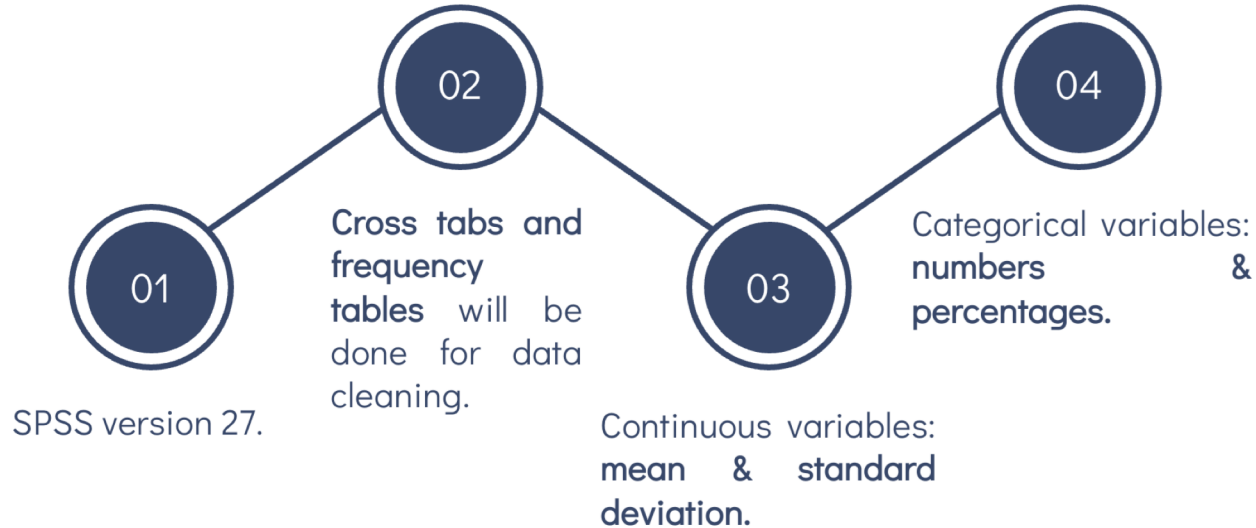 01
SPSS version 27.
02
Cross tabs and
frequency
tables will be
done for data
cleaning.
03
Continuous variables:
mean & standard
deviation.
04
Categorical variables:
numbers &
percentages.